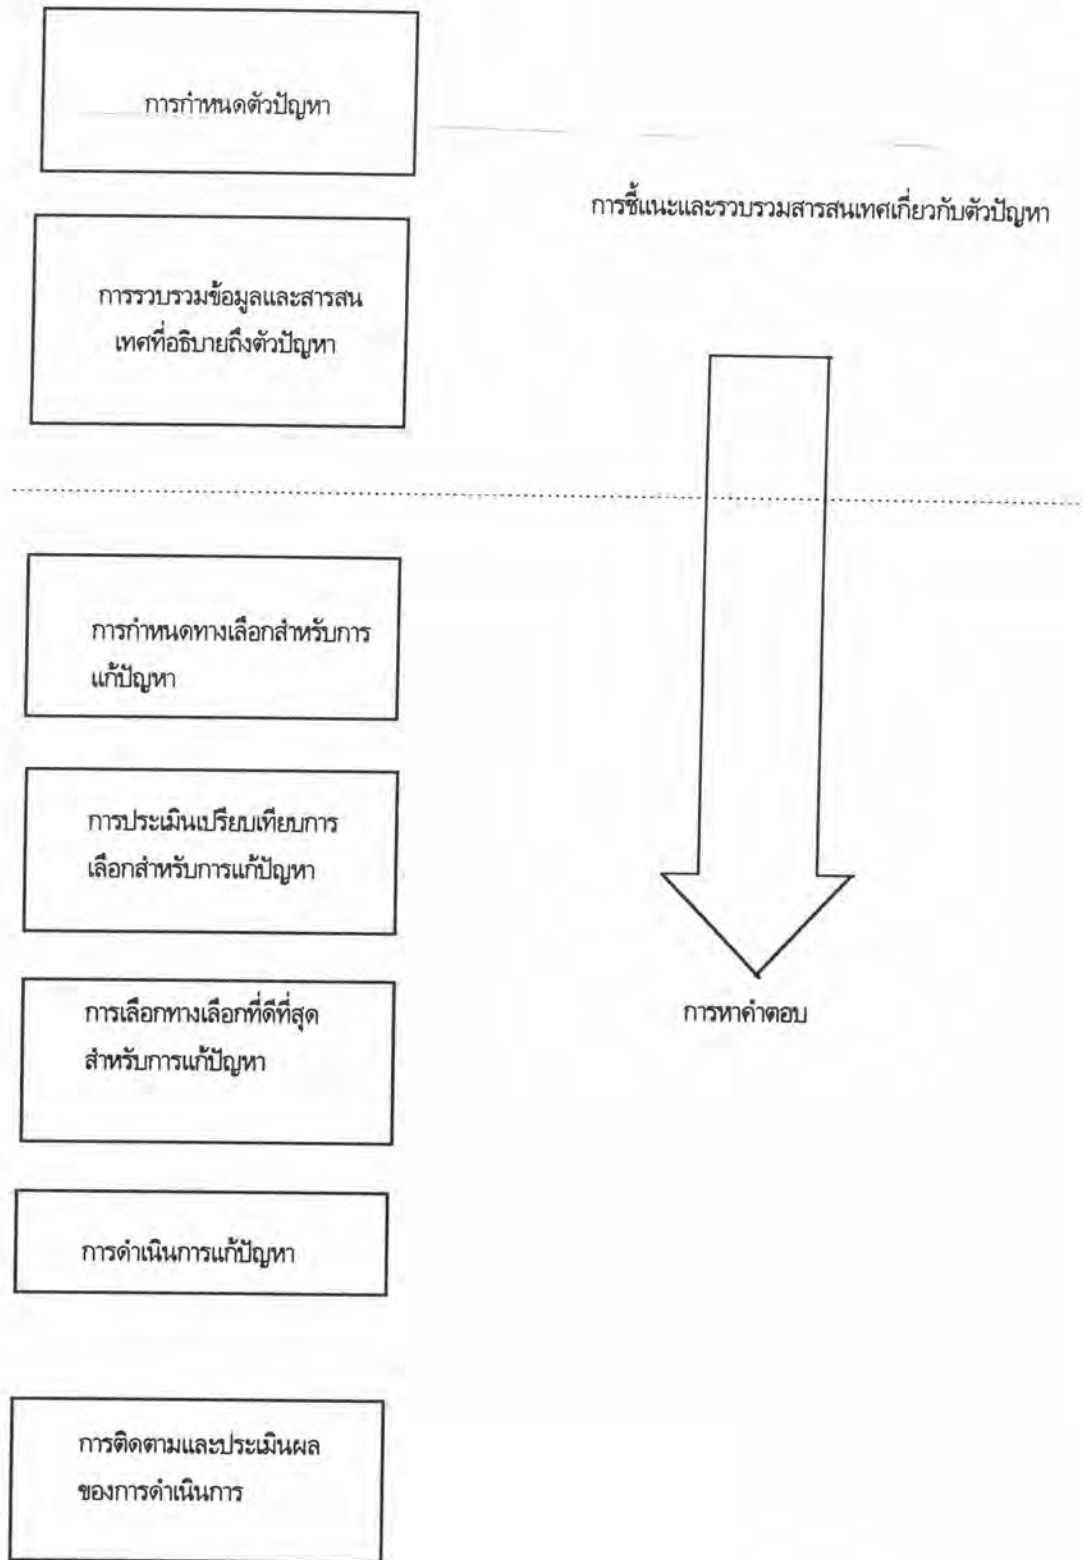 การกำหนดตัวปัญหา
การชี้แนะและรวบรวมสารสนเทศเกี่ยวกับตัวปัญหา
การรวบรวมข้อมูลและสารสน
เทศที่อธิบายถึงตัวปัญหา
การกำหนดทางเลือกสำหรับการ
แก้ปัญหา
การประเมินเปรียบเทียบการ
เลือกสำหรับการแก้ปัญหา
การเลือกทางเลือกที่ดีที่สุด
สำหรับการแก้ปัญหา
การหาคำตอบ
การดำเนินการแก้ปัญหา
การติดตามและประเมินผล
ของการดำเนินการ